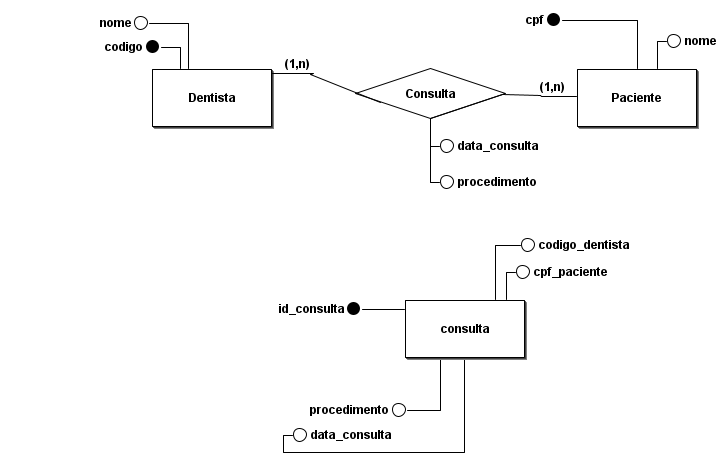 nome
codigo
Dentista
(1,n)
Consulta
data_consulta
procedimento
(1,n)
cpf
nome
Paciente
codigo_dentista
cpf_paciente
id_consulta
consulta
procedimento
data_consulta